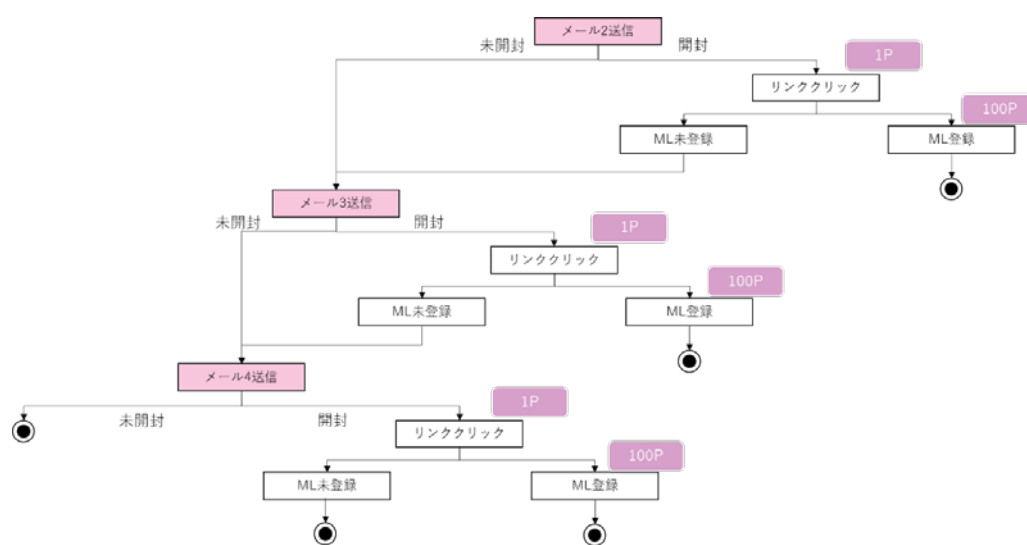 メール2送信
未開封
開封
1P
リンククリック
100P
ML未登録
ML登録
メール3送信
未開封
開封
1P
リンククリック
100P
ML未登録
ML登録
メール4送信
未開封
開封
1P
リンククリック
100P
ML未登録
ML登録